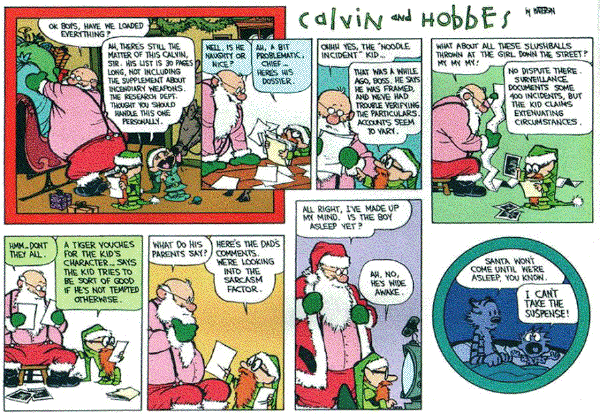 CALVIN AND HOBBES
BY WATTERSON
OK BOYS, HAVE WE LOADED
EVERYTHING?
AH, THERE'S STILL THE
MATTER OF THIS CALVIN,
SIR. HIS LIST IS 30 PAGES
LONG, NOT INCLUDING
THE SUPPLEMENT ABOUT
INCENDIARY WEAPONS.
THE RESEARCH DEPT.
THOUGHT YOU SHOULD
HANDLE THIS ONE
PERSONALLY.
WELL, IS HE
NAUGHTY OR
NICE?
AH, A BIT
PROBLEMATIC,
CHIEF...
HERE'S HIS
DOSSIER.
OHHH YES, THE "NOODLE
INCIDENT" KID...
THAT WAS A WHILE
AGO, BOSS. HE SAYS
HE WAS FRAMED,
AND WE'VE HAD
TROUBLE VERIFYING
THE PARTICULARS.
ACCOUNTS SEEM
TO VARY.
WHAT ABOUT ALL THESE SLUSHBALLS
THROWN AT THE GIRL DOWN THE STREET?
MY MY MY!
NO DISPUTE THERE.
SURVEILLANCE
DOCUMENTS SOME
400 INCIDENTS, BUT
THE KID CLAIMS
EXTENUATING
CIRCUMSTANCES.
HMM...DON'T
THEY ALL.
A TIGER VOUCHES
FOR THE KID'S
CHARACTER... SAYS
THE KID TRIES TO
BE SORT OF GOOD
IF HE'S NOT TEMPTED
OTHERWISE.
WHAT DO HIS
PARENTS SAY?
HERE'S THE DAD'S
COMMENTS.
WE'RE LOOKING
INTO THE
SARCASM
FACTOR.
ALL RIGHT, I'VE MADE UP
MY MIND. IS THE BOY
ASLEEP YET?
AH, NO,
HE'S WIDE
AWAKE.
SANTA WON'T
COME UNTIL WE'RE
ASLEEP, YOU KNOW.
I CAN'T
TAKE THE
SUSPENSE!